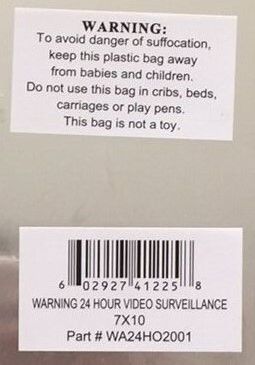 WARNING:
To avoid danger of suffocation,
keep this plastic bag away
from babies and children.
Do not use this bag in cribs, beds,
carriages or play pens.
This bag is not a toy.
6 02927 41225 8
WARNING 24 HOUR VIDEO SURVEILLANCE
7X10
Part # WA24HO2001